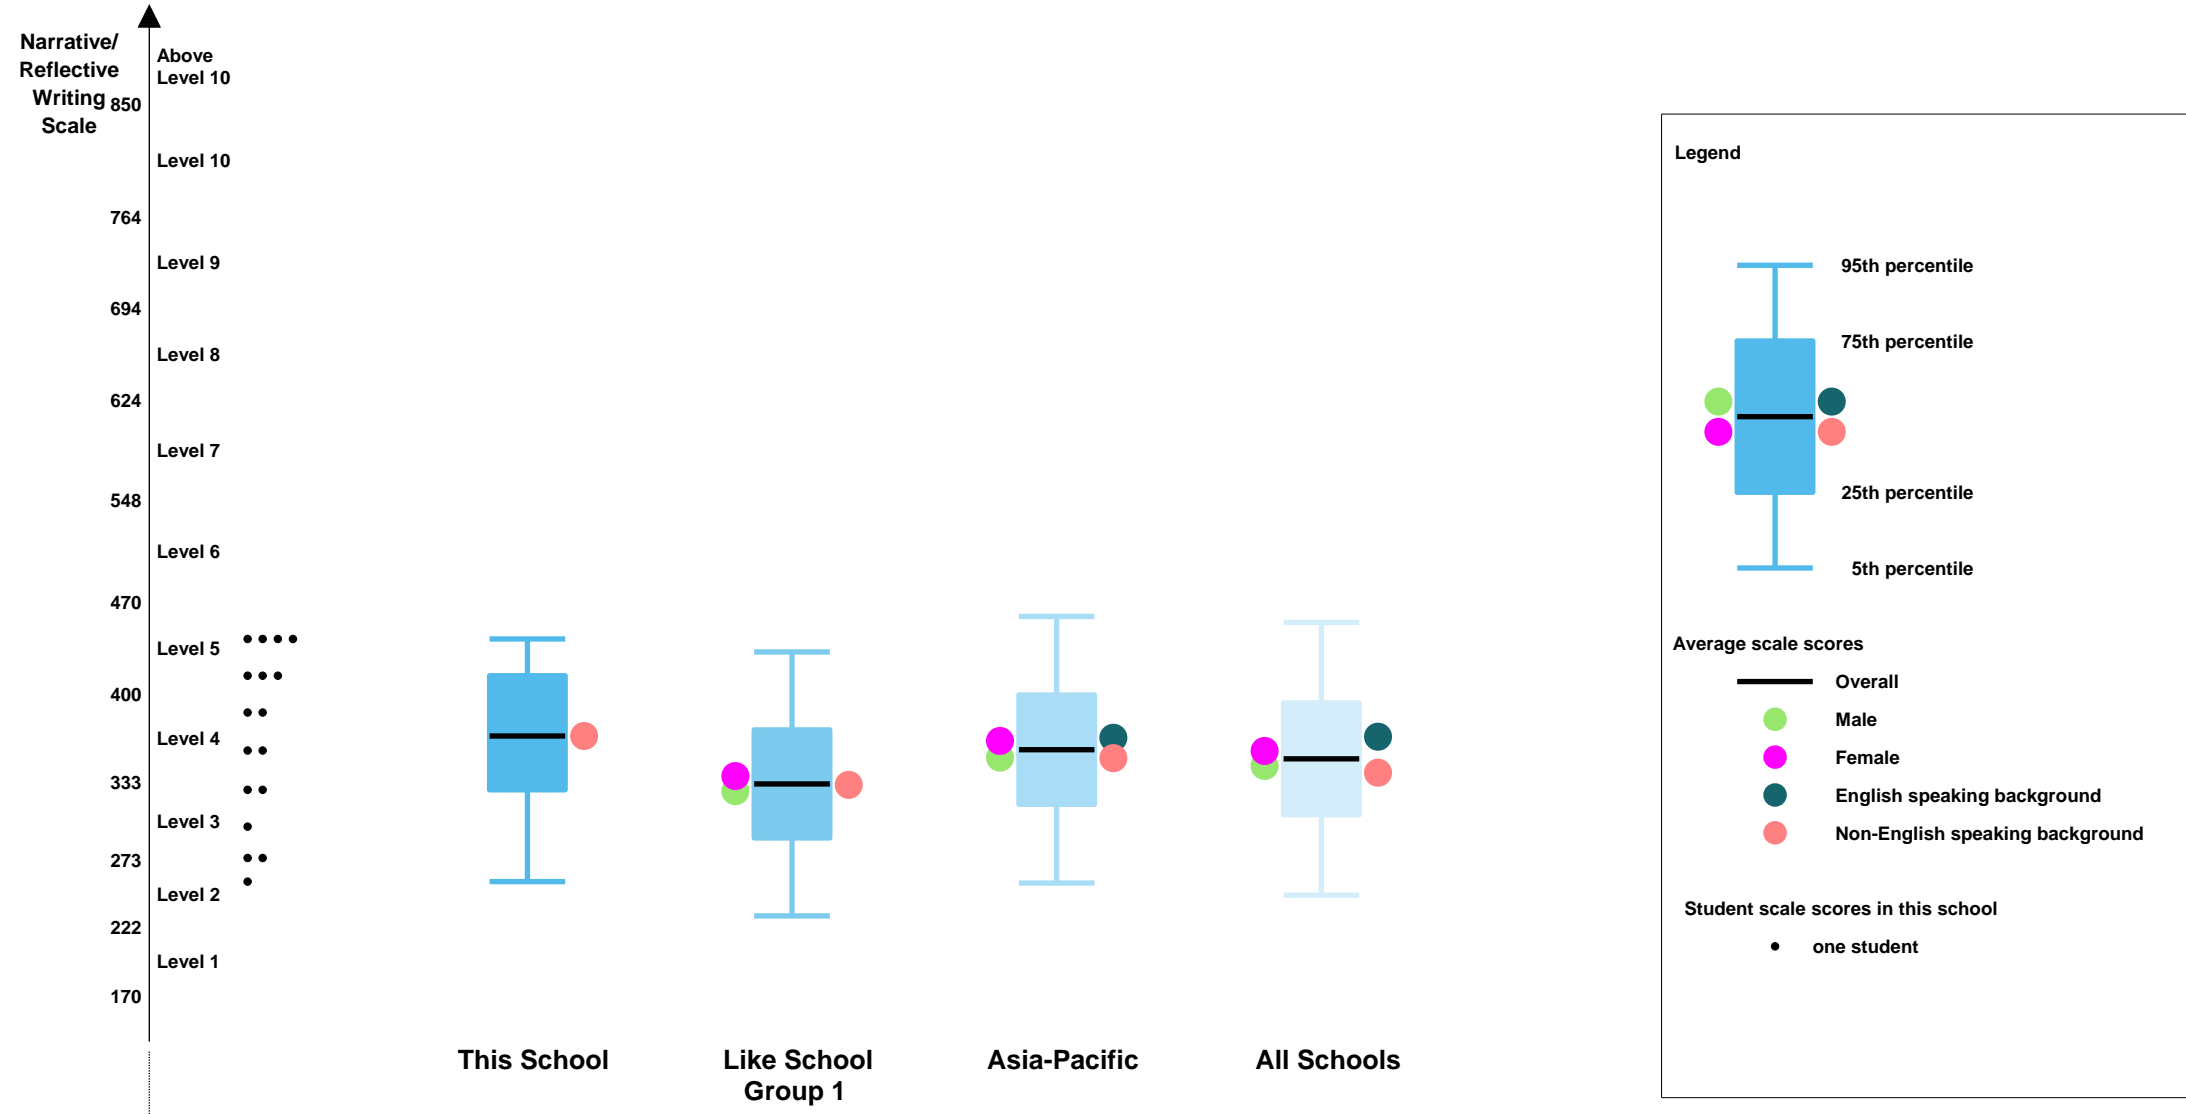 Narrative/
Reflective
Writing
Scale
Above
Level 10
850
Level 10
764
Level 9
694
Level 8
624
Level 7
548
Level 6
470
Level 5
400
Level 4
333
Level 3
273
Level 2
222
Level 1
170
This School
Like School
Group 1
Asia-Pacific
All Schools
Legend
95th percentile
75th percentile
25th percentile
5th percentile
Average scale scores
Overall
Male
Female
English speaking background
Non-English speaking background
Student scale scores in this school
one student